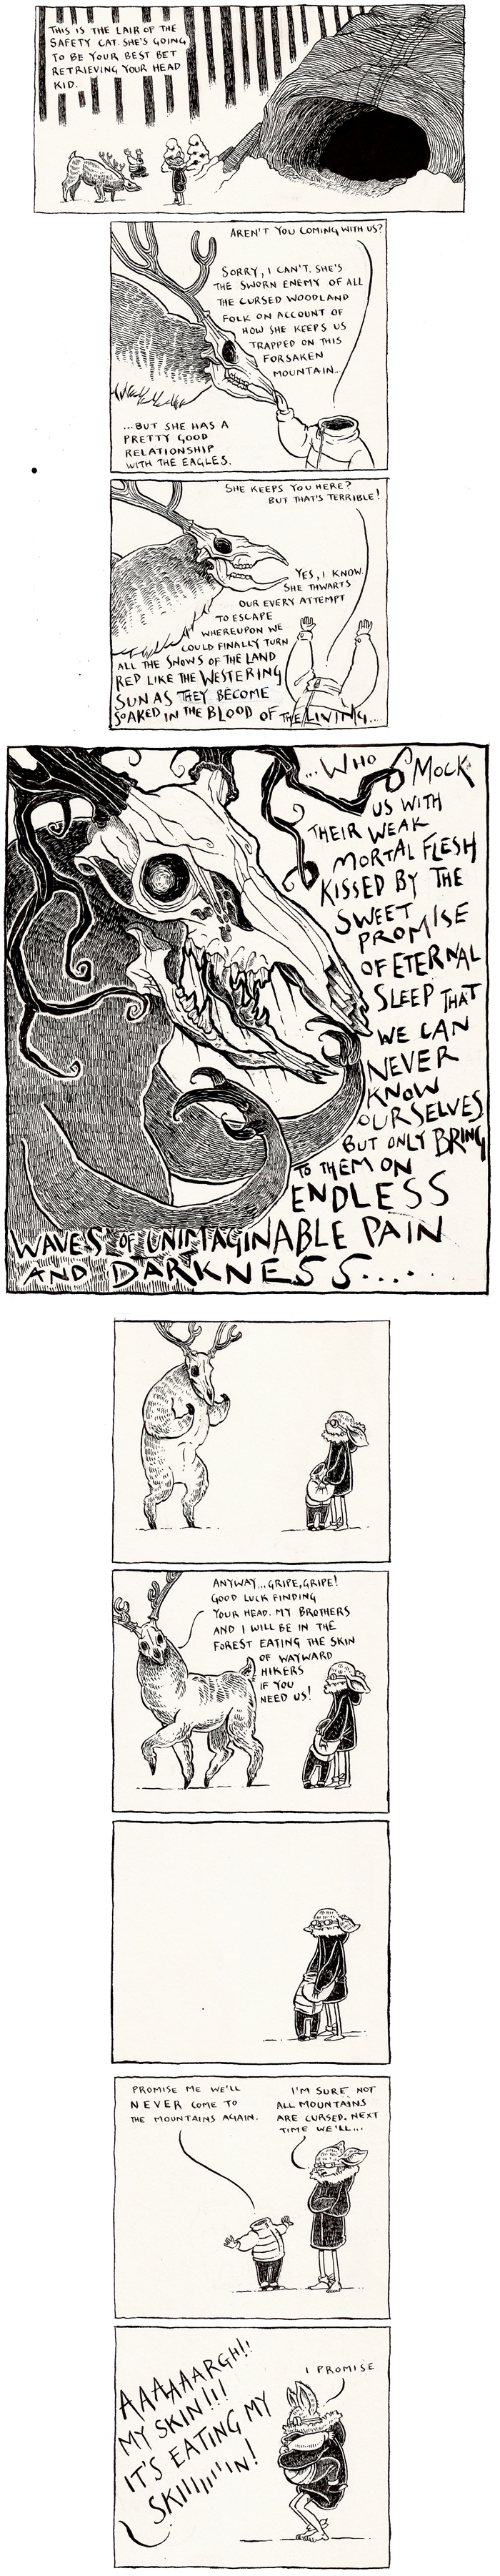 THIS IS THE LAIR OF THE
SAFETY CAT. SHE'S GOING
TO BE YOUR BEST BET
RETRIEVING YOUR HEAD
KID.
AREN'T YOU COMING WITH US?
SORRY, I CAN'T. SHE'S
THE SWORN ENEMY OF ALL
THE CURSED WOODLAND
FOLK ON ACCOUNT OF
HOW SHE KEEPS US
TRAPPED ON THIS
FORSAKEN
MOUNTAIN..
...BUT SHE HAS A
PRETTY GOOD
RELATIONSHIP
WITH THE EAGLES.
SHE KEEPS YOU HERE?
BUT THAT'S TERRIBLE!
YES, I KNOW.
SHE THWARTS
OUR EVERY ATTEMPT
TO ESCAPE
WHEREUPON WE
COULD FINALLY TURN
ALL THE SNOWS OF THE LAND
RED LIKE THE WESTERING
SUN AS THEY BECOME
SOAKED IN THE BLOOD OF THE LIVING....
...WHO MOCK
US WITH
THEIR WEAK
MORTAL FLESH
KISSED BY THE
SWEET
PROMISE
OF ETERNAL
SLEEP THAT
WE CAN
NEVER
KNOW
OURSELVES
BUT ONLY BRING
TO THEM ON
ENDLESS
WAVES OF UNIMAGINABLE PAIN
AND DARKNESS.....
ANYWAY...GRIPE,GRIPE!
GOOD LUCK FINDING
YOUR HEAD. MY BROTHERS
AND I WILL BE IN THE
FOREST EATING THE SKIN
OF WAYWARD
HIKERS
IF YOU
NEED US!
PROMISE ME WE'LL
NEVER COME TO
THE MOUNTAINS AGAIN.
I'M SURE NOT
ALL MOUNTAINS
ARE CURSED. NEXT
TIME WE'LL...
AAAAAARGH!!
MY SKIN!!!
IT'S EATING MY
SKIIIIIIIN!
I PROMISE